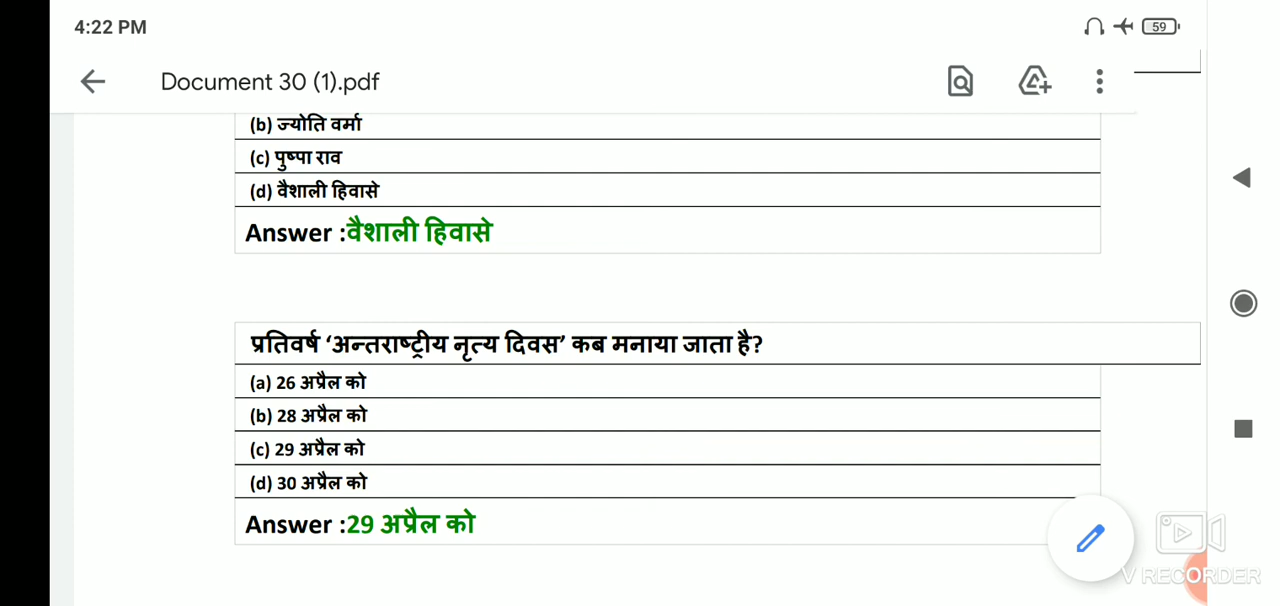 4:22 PM
59
Document 30 (1).pdf
(b) ज्योति वर्मा
(c) पुष्पा राव
(d) वैशाली हिवासे
Answer :वैशाली हिवासे
प्रतिवर्ष ‘अन्तराष्ट्रीय नृत्य दिवस’ कब मनाया जाता है?
(a) 26 अप्रैल को
(b) 28 अप्रैल को
(c) 29 अप्रैल को
(d) 30 अप्रैल को
Answer :29 अप्रैल को
V RECORDER